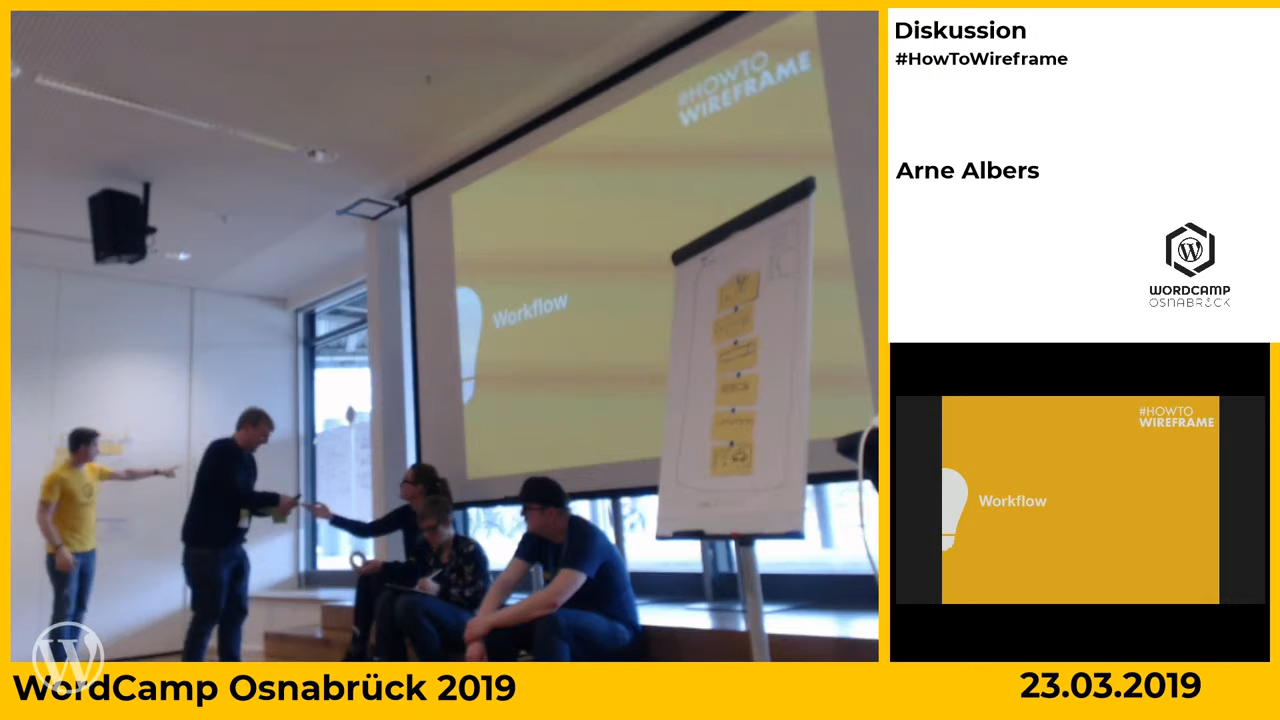 #HOWTO
WIREFRAME
Workflow
Diskussion
#HowToWireframe
Arne Albers
WORDCAMP
OSNABRÜCK
#HOWTO
WIREFRAME
Workflow
WordCamp Osnabrück 2019
23.03.2019